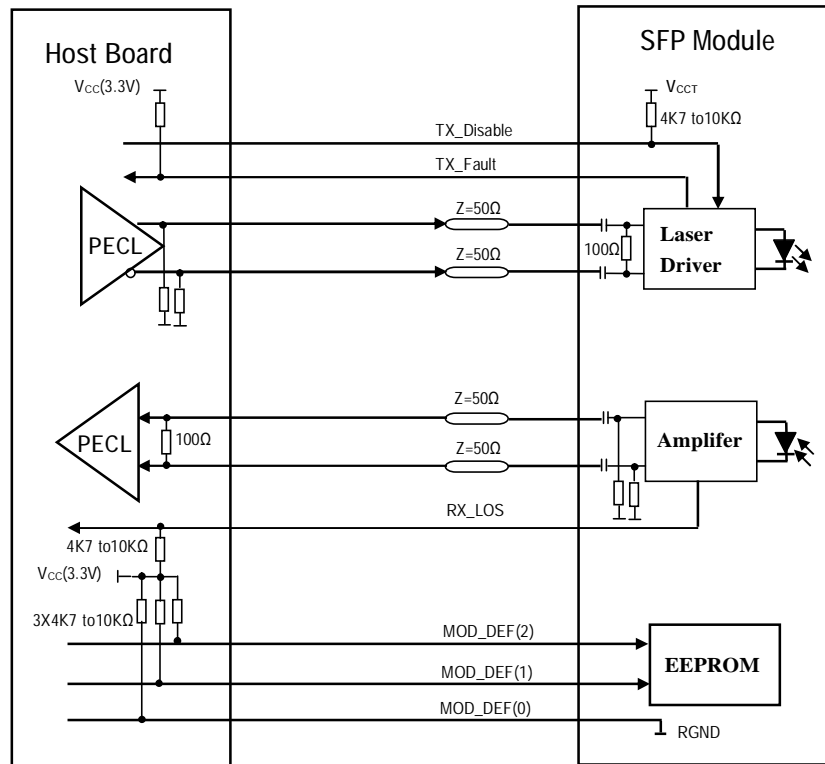 Host Board
SFP Module
VCC(3.3V)
VCCT
4K7 to10KΩ
TX_Disable
TX_Fault
PECL
Z=50Ω
Z=50Ω
100Ω
Laser
Driver
PECL
100Ω
Z=50Ω
Z=50Ω
Amplifer
RX_LOS
4K7 to10KΩ
VCC(3.3V)
3X4K7 to10KΩ
MOD_DEF(2)
MOD_DEF(1)
MOD_DEF(0)
EEPROM
RGND